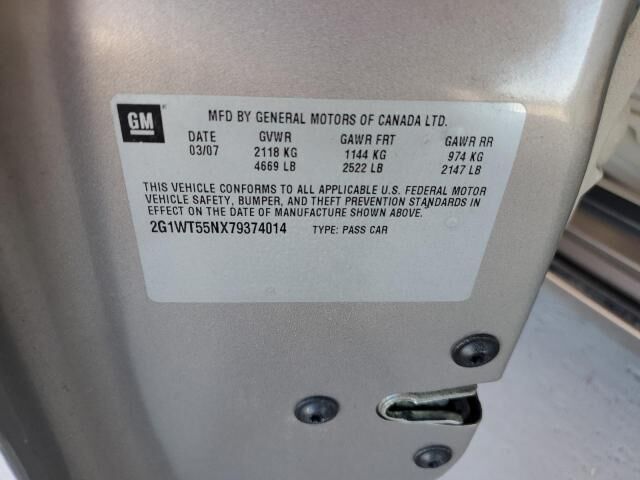 GM
MFD BY GENERAL MOTORS OF CANADA LTD.
DATE GVWR GAWR FRT GAWR RR
03/07 2118 KG 1144 KG 974 KG
4669 LB 2522 LB 2147 LB
THIS VEHICLE CONFORMS TO ALL APPLICABLE U.S. FEDERAL MOTOR
VEHICLE SAFETY, BUMPER, AND THEFT PREVENTION STANDARDS IN
EFFECT ON THE DATE OF MANUFACTURE SHOWN ABOVE.
2G1WT55NX79374014 TYPE: PASS CAR